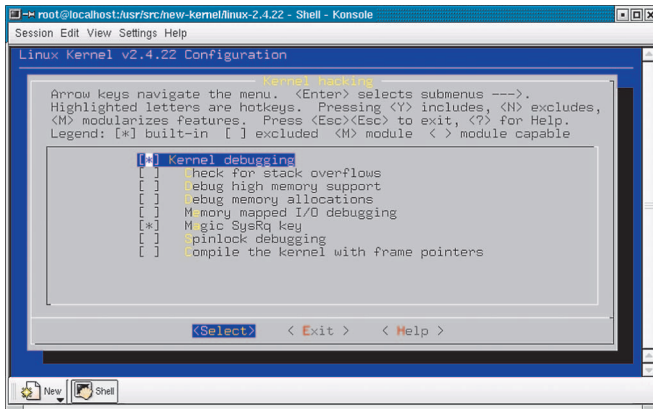 root@localhost:/usr/src/new-kernel/linux-2.4.22 - Shell - Konsole
Session Edit View Settings Help
Linux Kernel v2.4.22 Configuration
Kernel hacking
Arrow keys navigate the menu. <Enter> selects submenus --->.
Highlighted letters are hotkeys. Pressing <Y> includes, <N> excludes,
<M> modularizes features. Press <Esc><Esc> to exit, <?> for Help.
Legend: [*] built-in [ ] excluded <M> module < > module capable
[*] Kernel debugging
[ ] Check for stack overflows
[ ] Debug high memory support
[ ] Debug memory allocations
[ ] Memory mapped I/O debugging
[*] Magic SysRq key
[ ] Spinlock debugging
[ ] Compile the kernel with frame pointers
<Select> < Exit > < Help >
New Shell